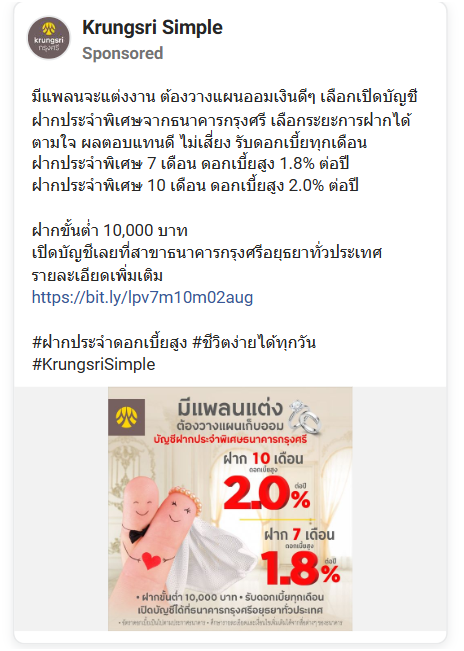 Krungsri Simple
Sponsored
krungsri
กรุงศรี
มีแพลนจะแต่งงาน ต้องวางแผนออมเงินดีๆ เลือกเปิดบัญชี
ฝากประจำพิเศษจากธนาคารกรุงศรี เลือกระยะการฝากได้
ตามใจ ผลตอบแทนดี ไม่เสี่ยง รับดอกเบี้ยทุกเดือน
ฝากประจำพิเศษ 7 เดือน ดอกเบี้ยสูง 1.8% ต่อปี
ฝากประจำพิเศษ 10 เดือน ดอกเบี้ยสูง 2.0% ต่อปี
ฝากขั้นต่ำ 10,000 บาท
เปิดบัญชีเลยที่สาขาธนาคารกรุงศรีอยุธยาทั่วประเทศ
รายละเอียดเพิ่มเติม
https://bit.ly/lpv7m10m02aug
#ฝากประจำดอกเบี้ยสูง #ชีวิตง่ายได้ทุกวัน
#KrungsriSimple
มีแพลนแต่ง
ต้องวางแผนเก็บออม
บัญชีฝากประจำพิเศษธนาคารกรุงศรี
ฝาก 10 เดือน
ดอกเบี้ยสูง
2.0% ต่อปี
ฝาก 7 เดือน
ดอกเบี้ยสูง
1.8% ต่อปี
• ฝากขั้นต่ำ 10,000 บาท • รับดอกเบี้ยทุกเดือน
เปิดบัญชีได้ที่ธนาคารกรุงศรีอยุธยาทั่วประเทศ